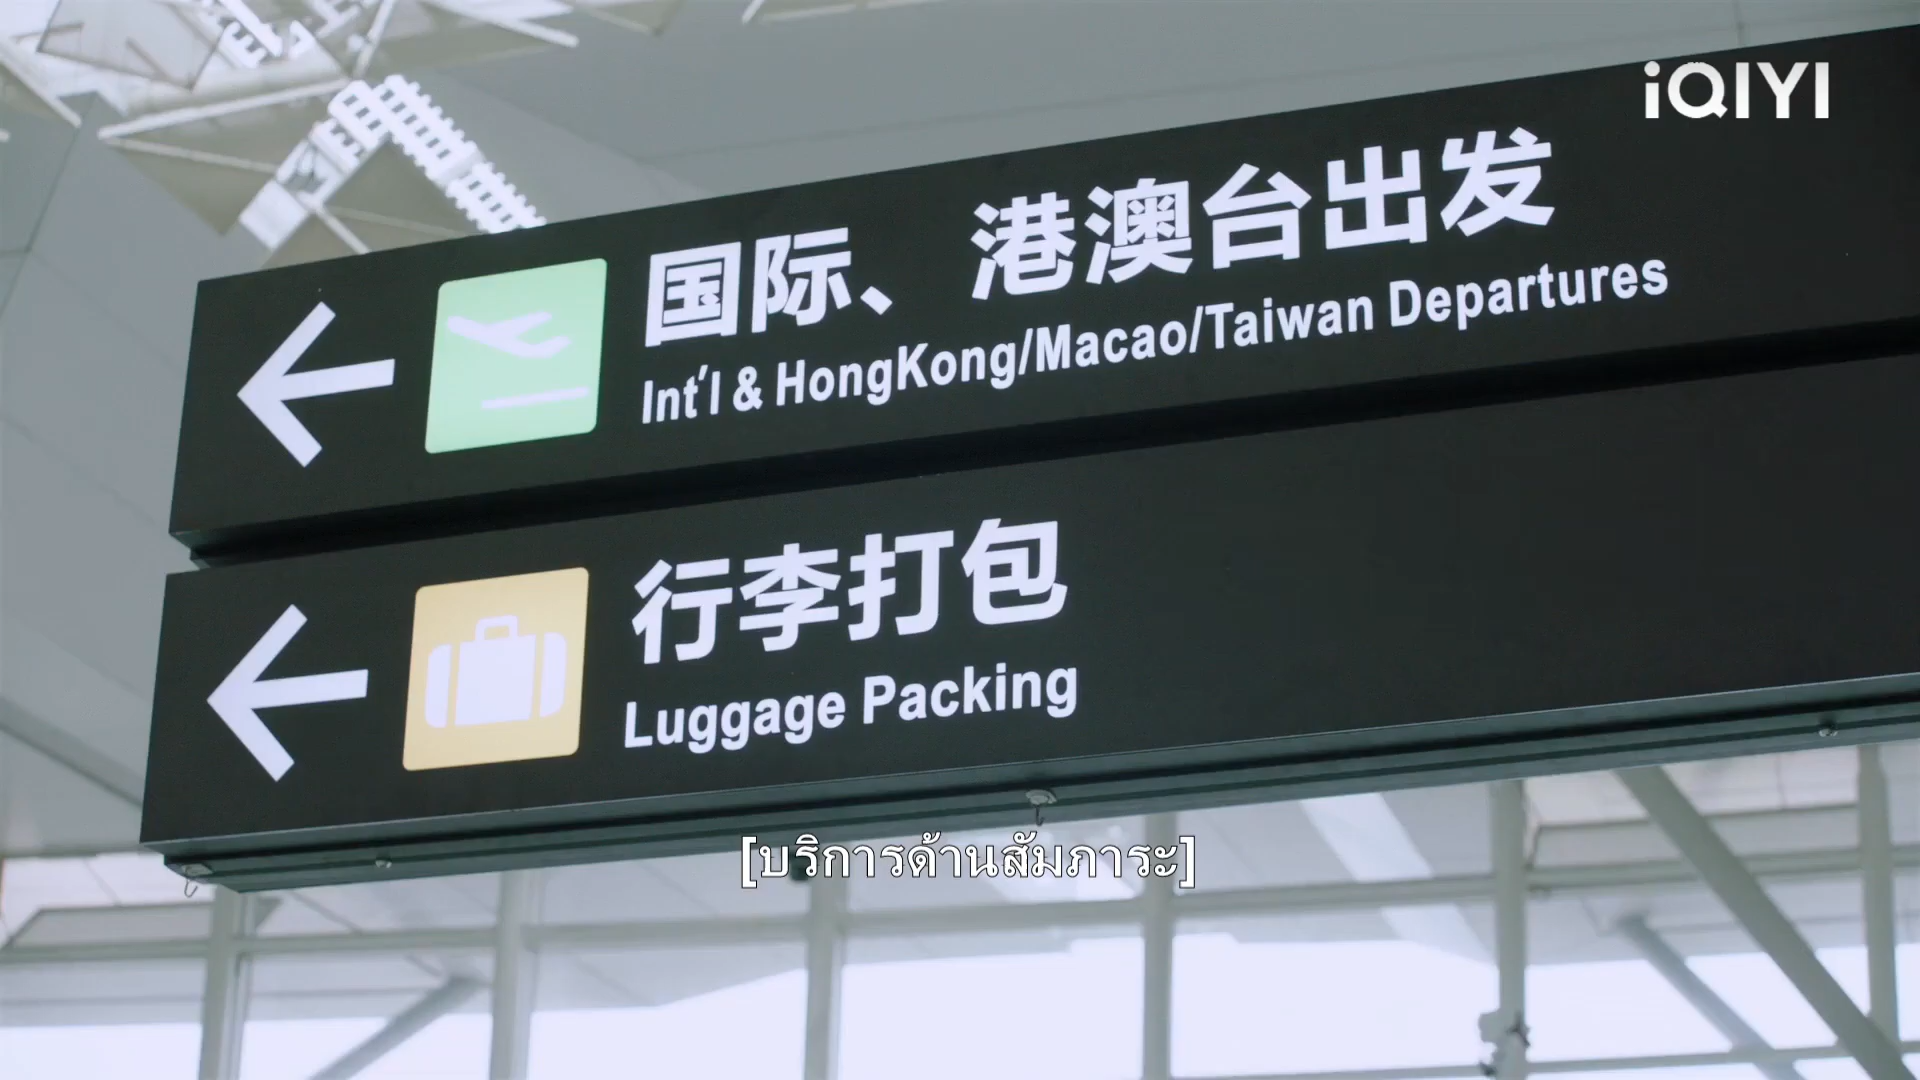 iQIYI
国际、港澳台出发
Int'l & HongKong/Macao/Taiwan Departures
行李打包
Luggage Packing
[บริการด้านสัมภาระ]